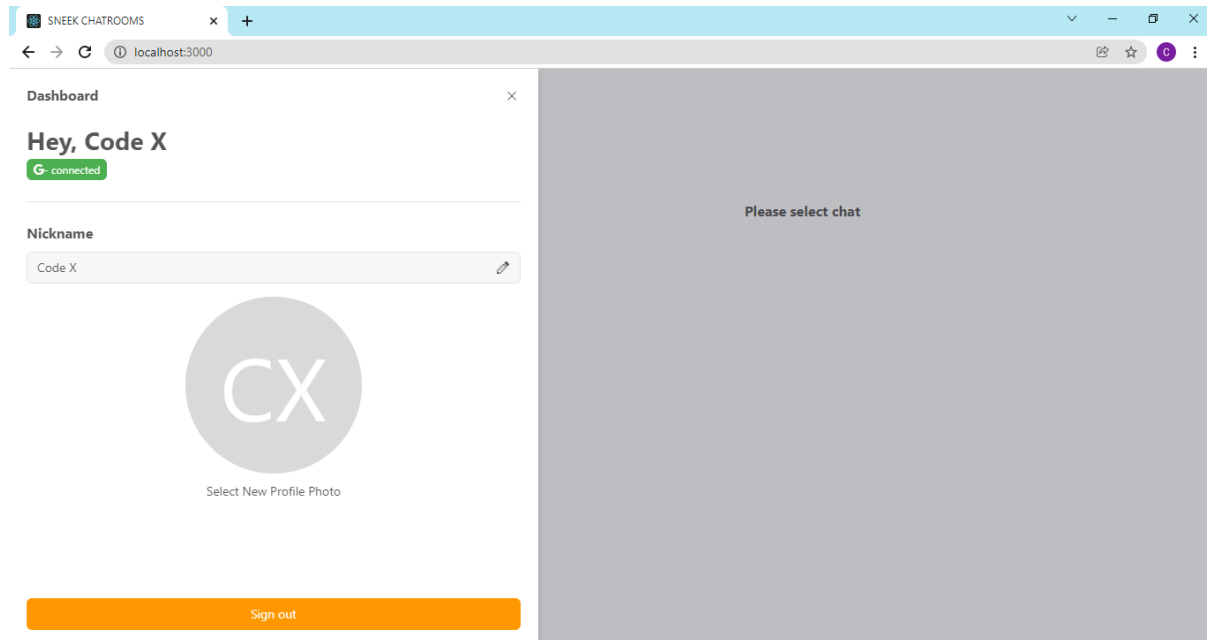 SNEEK CHATROOMS
localhost:3000
C
Dashboard
Hey, Code X
G- connected
Nickname
Code X
CX
Select New Profile Photo
Sign out
Please select chat